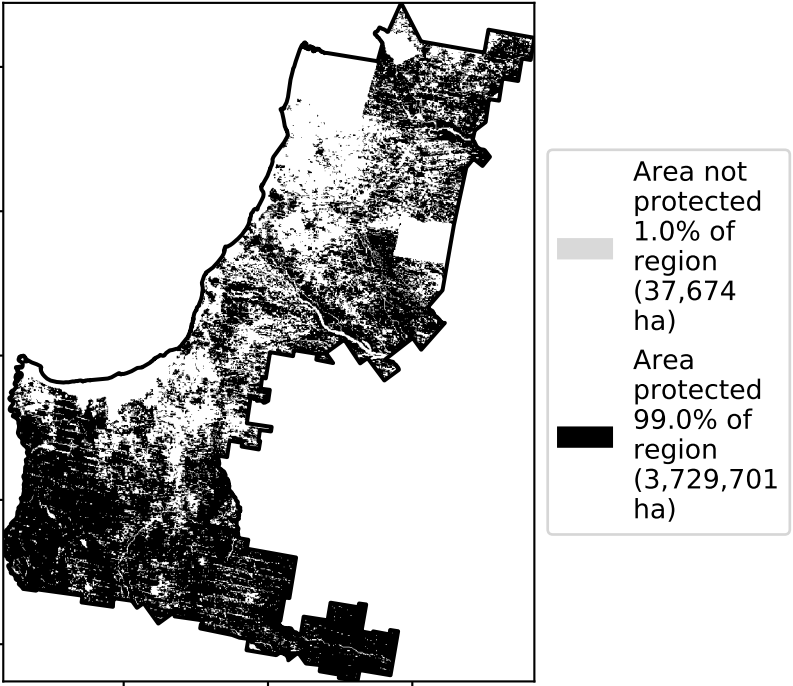 Area not
protected
1.0% of
region
(37,674
ha)
Area
protected
99.0% of
region
(3,729,701
ha)